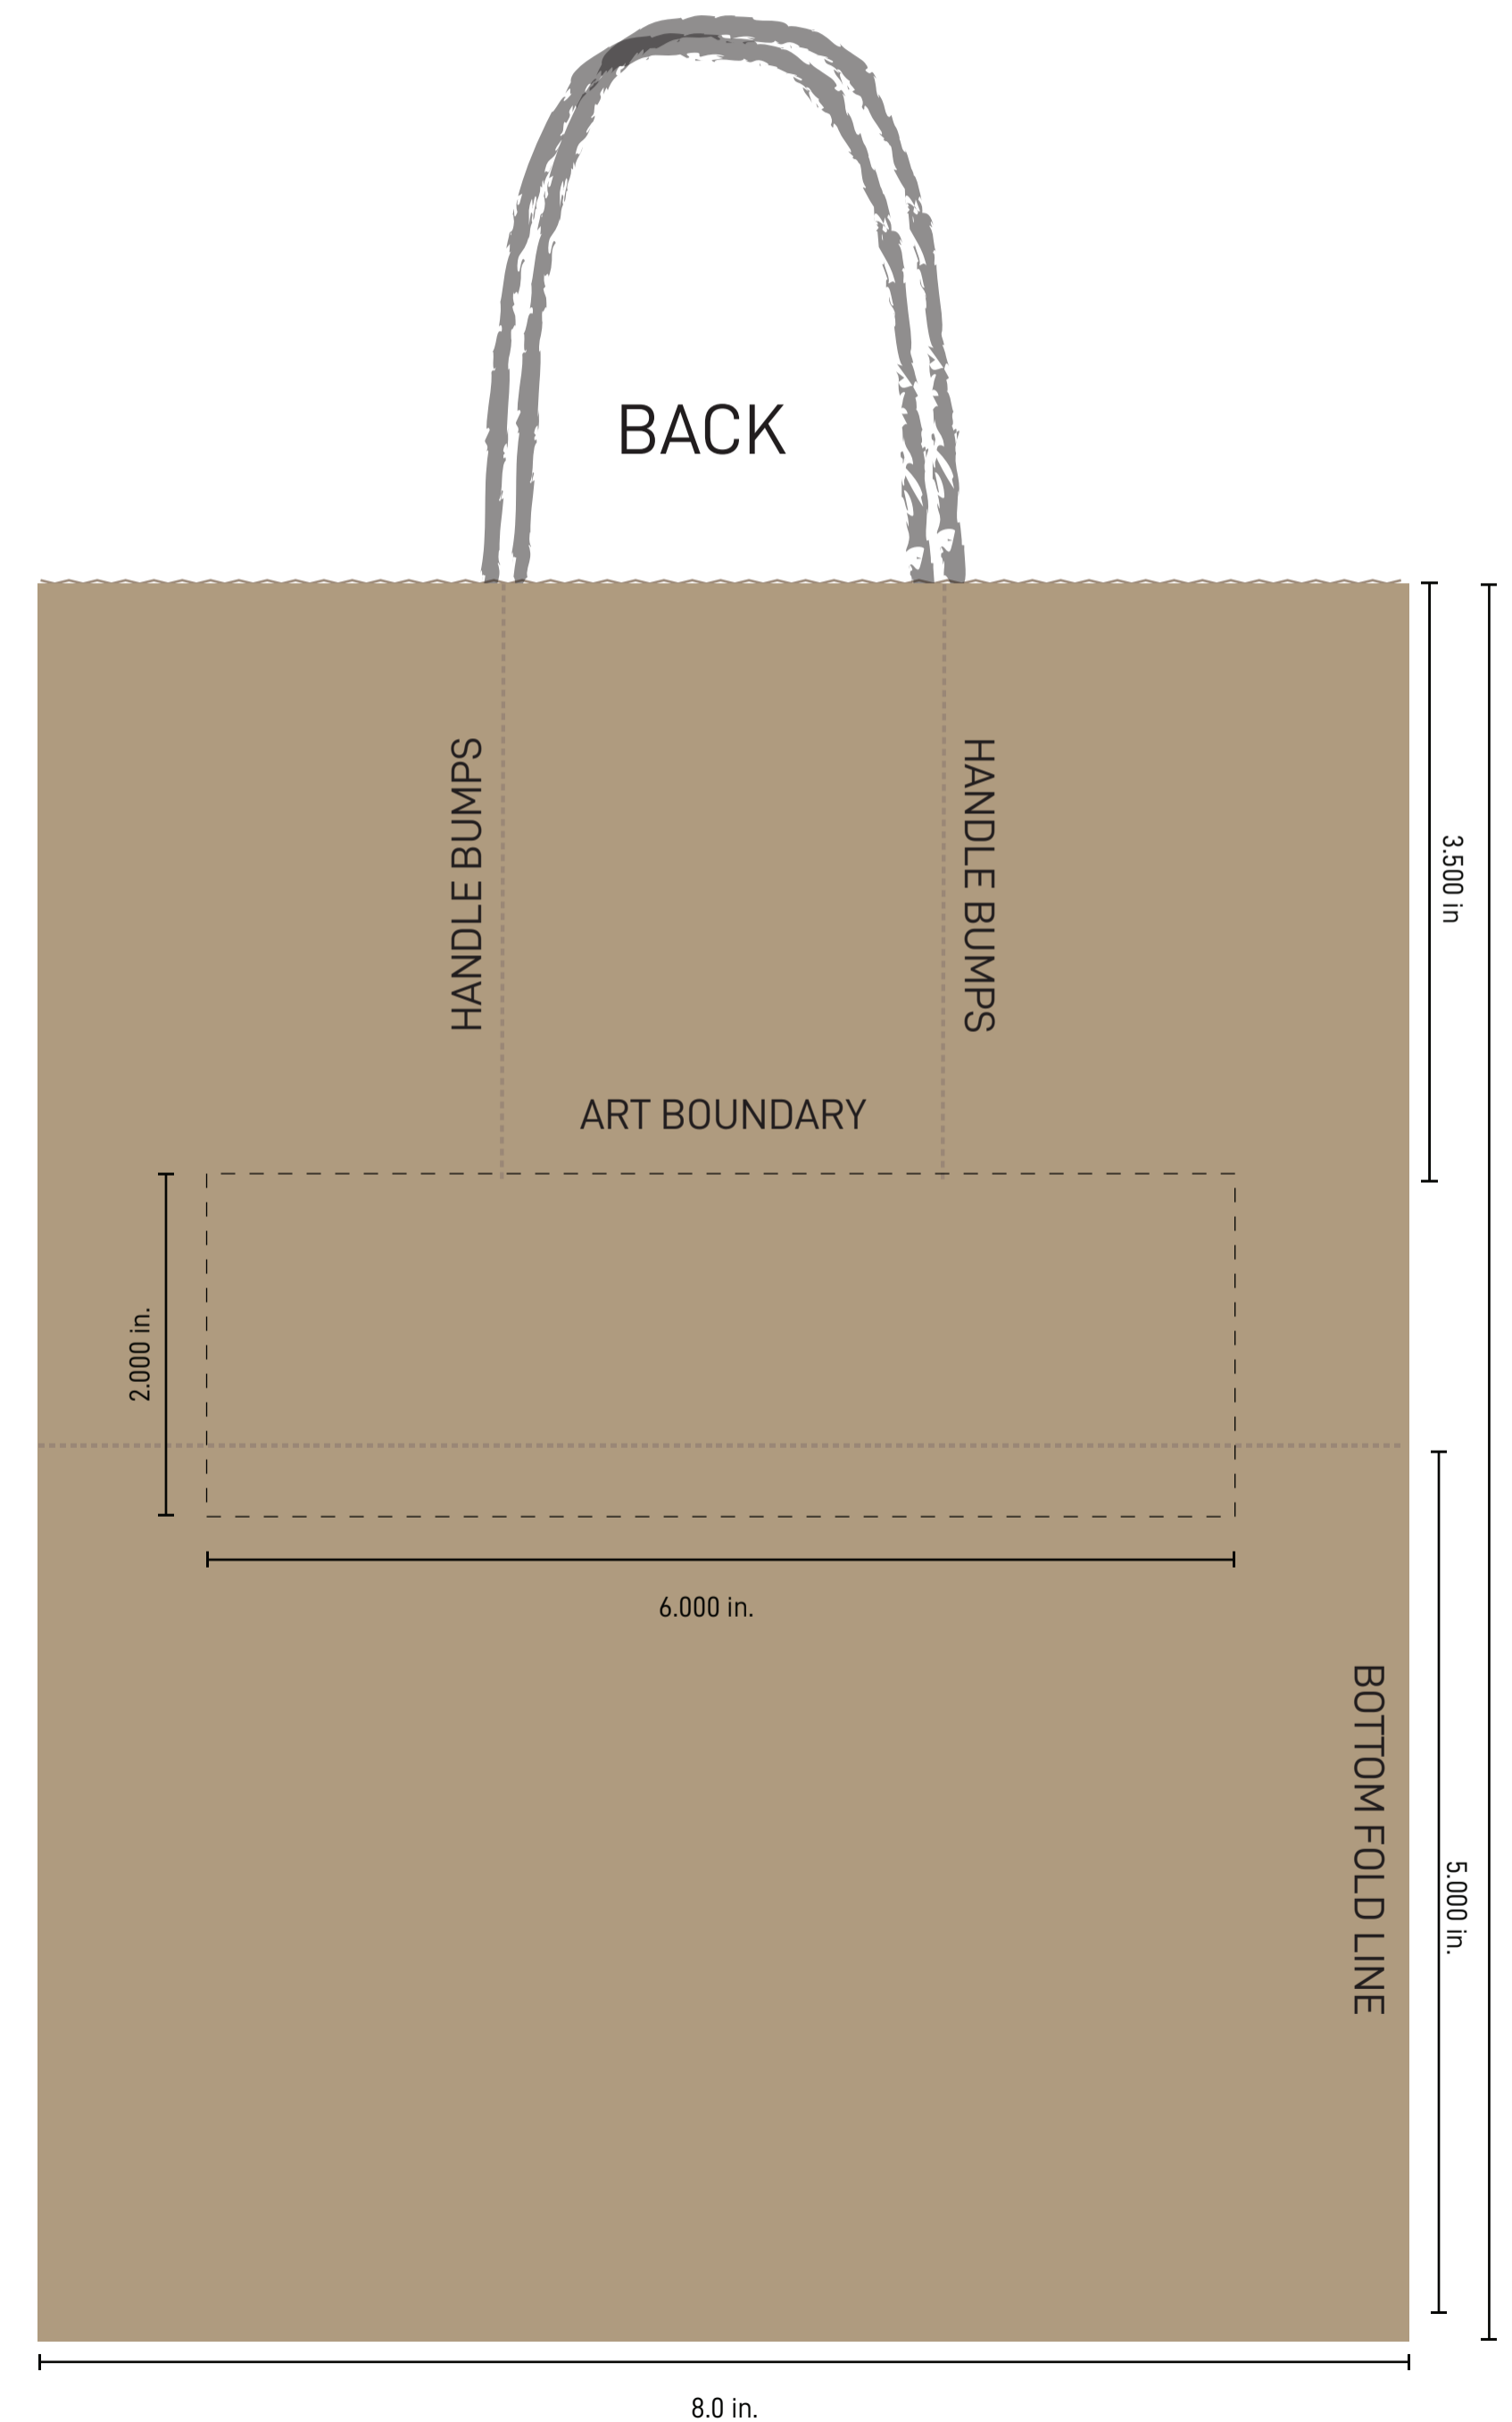 BACK
HANDLE BUMPS
HANDLE BUMPS
3.500 in
ART BOUNDARY
2.000 in.
6.000 in.
BOTTOM FOLD LINE
5.000 in.
8.0 in.